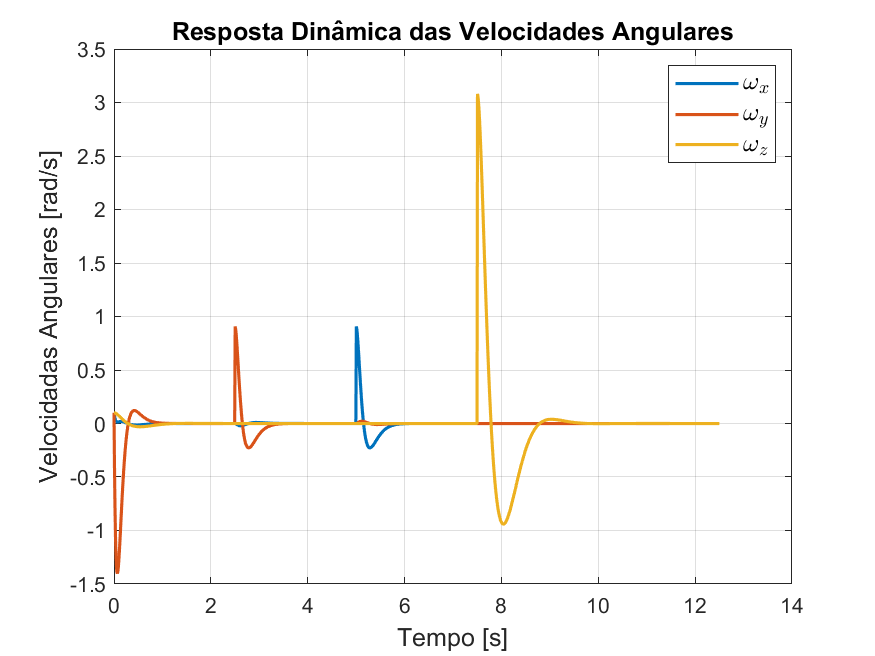 Resposta Dinâmica das Velocidades Angulares
3.5
3
2.5
2
1.5
1
0.5
0
-0.5
-1
-1.5
Velocidadas Angulares [rad/s]
ωx
ωy
ωz
0 2 4 6 8 10 12 14
Tempo [s]